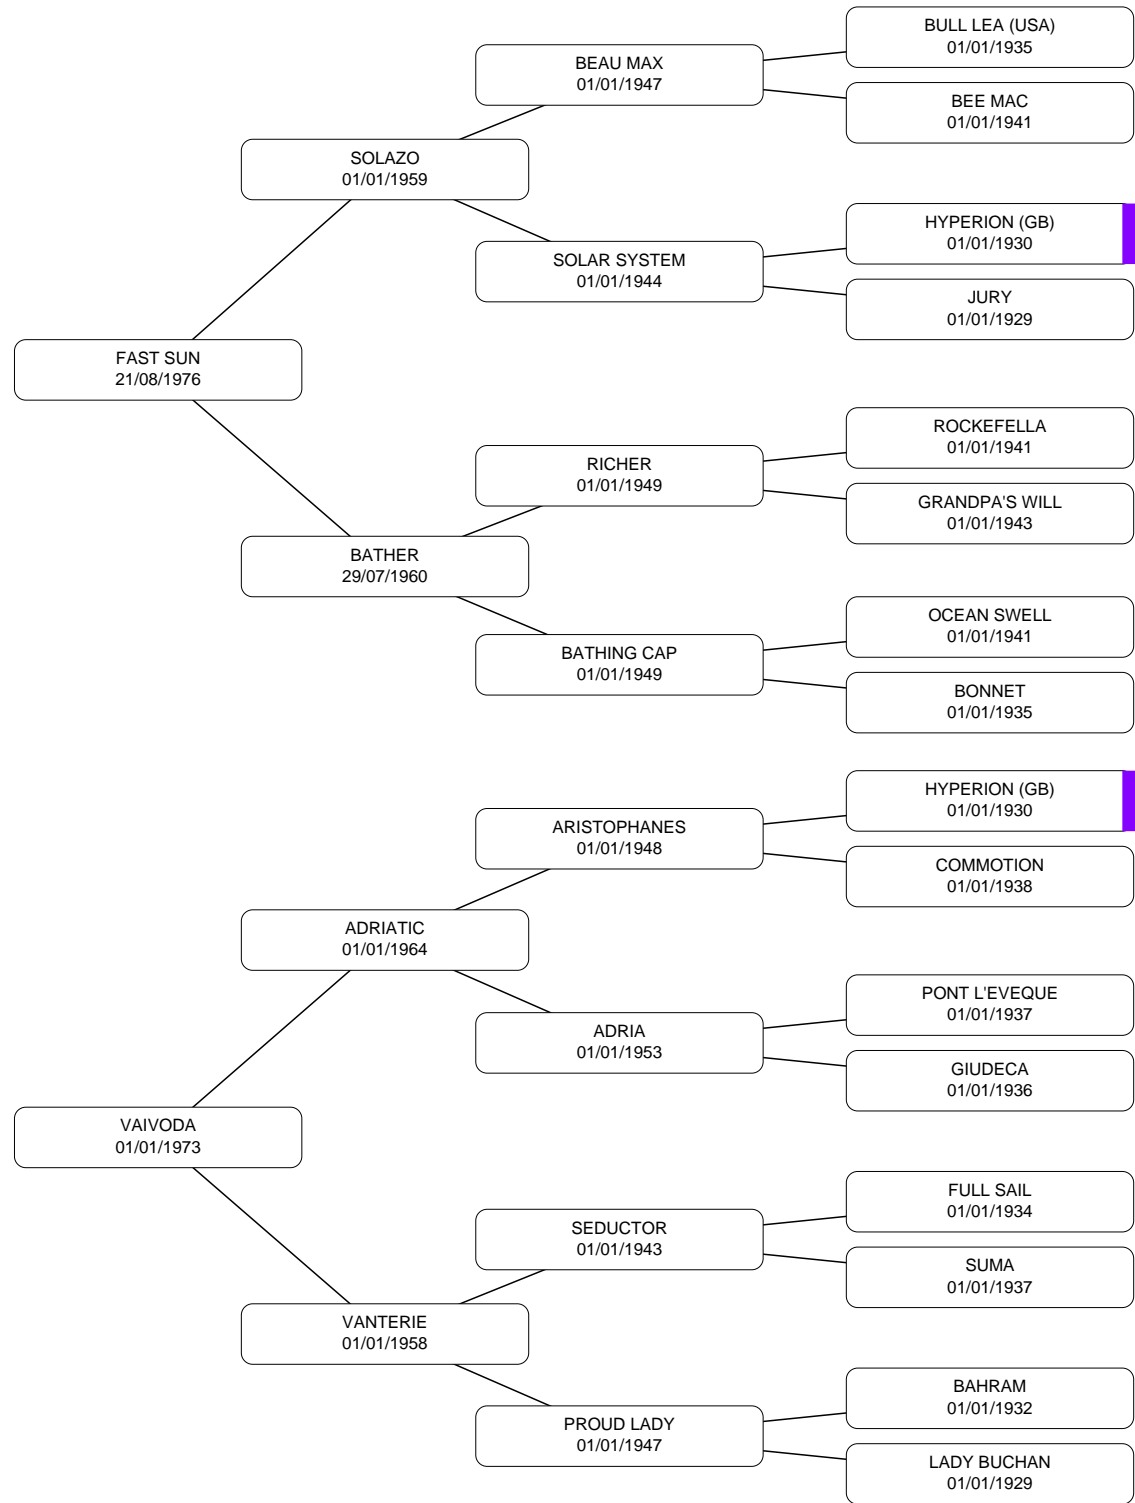 BULL LEA (USA)
01/01/1935
BEAU MAX
01/01/1947
BEE MAC
01/01/1941
SOLAZO
01/01/1959
HYPERION (GB)
01/01/1930
SOLAR SYSTEM
01/01/1944
JURY
01/01/1929
FAST SUN
21/08/1976
ROCKEFELLA
01/01/1941
RICHER
01/01/1949
GRANDPA'S WILL
01/01/1943
BATHER
29/07/1960
OCEAN SWELL
01/01/1941
BATHING CAP
01/01/1949
BONNET
01/01/1935
HYPERION (GB)
01/01/1930
ARISTOPHANES
01/01/1948
COMMOTION
01/01/1938
ADRIATIC
01/01/1964
PONT L'EVEQUE
01/01/1937
ADRIA
01/01/1953
GIUDECA
01/01/1936
VAIVODA
01/01/1973
FULL SAIL
01/01/1934
SEDUCTOR
01/01/1943
SUMA
01/01/1937
VANTERIE
01/01/1958
BAHRAM
01/01/1932
PROUD LADY
01/01/1947
LADY BUCHAN
01/01/1929